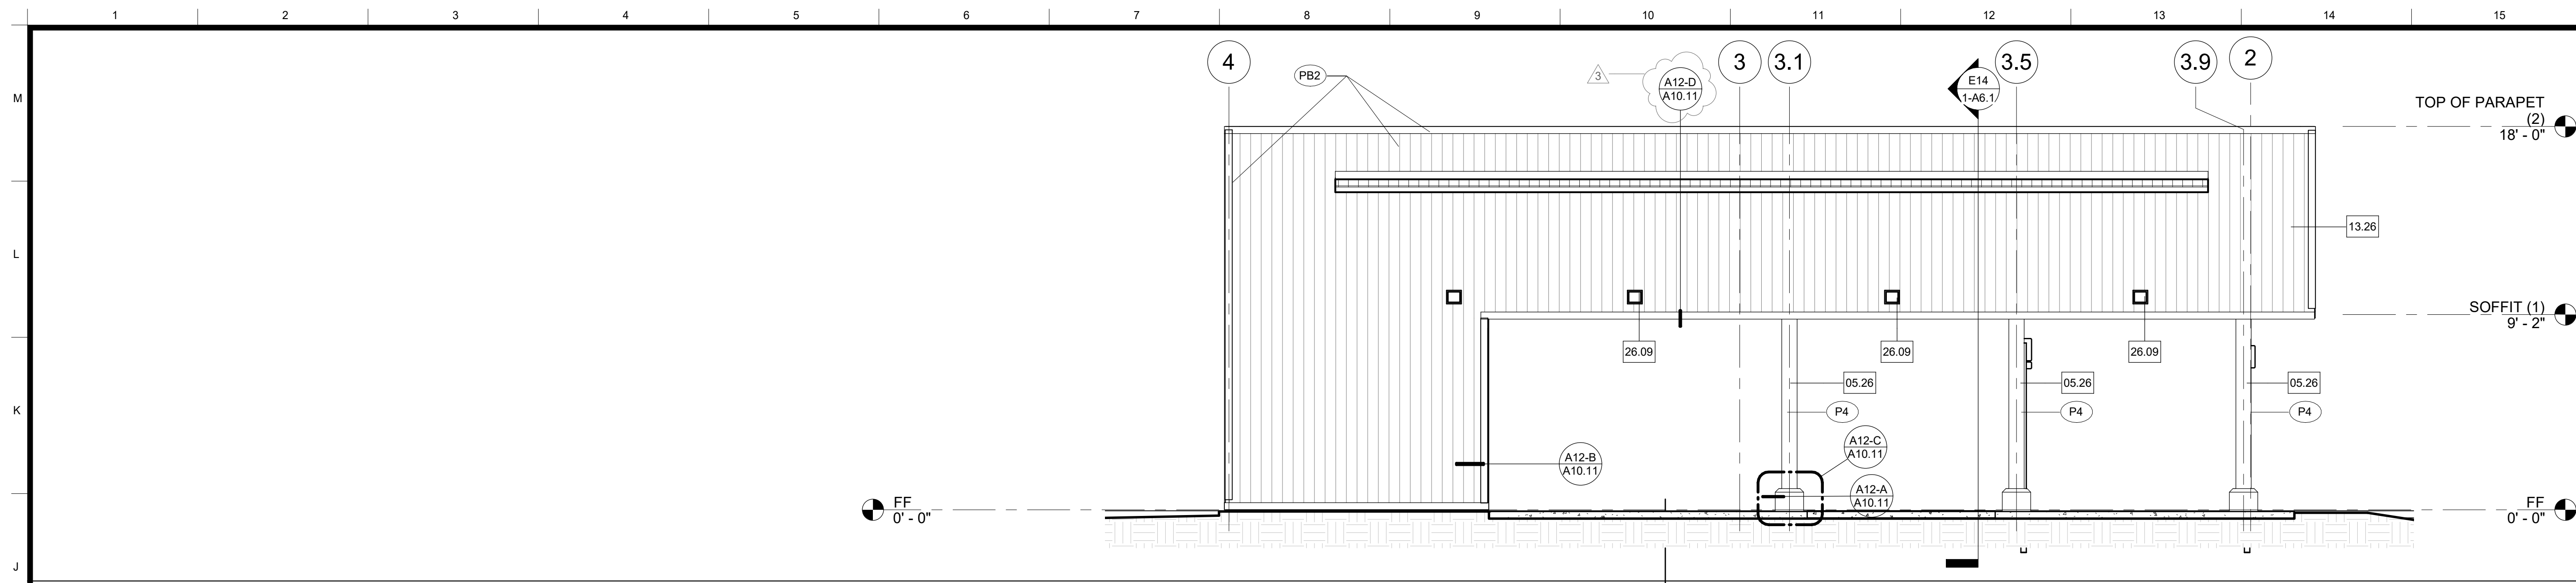 1 2 3 4 5 6 7 8 9 10 11 12 13 14 15
4 3 3.1 3.5 3.9 2
PB2
3
A12-D
A10.11
E14
1-A6.1
M
TOP OF PARAPET
(2)
18' - 0"
13.26
L
SOFFIT (1)
9' - 2"
26.09 26.09 26.09
05.26 05.26 05.26
K
P4 P4 P4
A12-C
A10.11
A12-B
A10.11
A12-A
A10.11
FF
0' - 0"
FF
0' - 0"
J